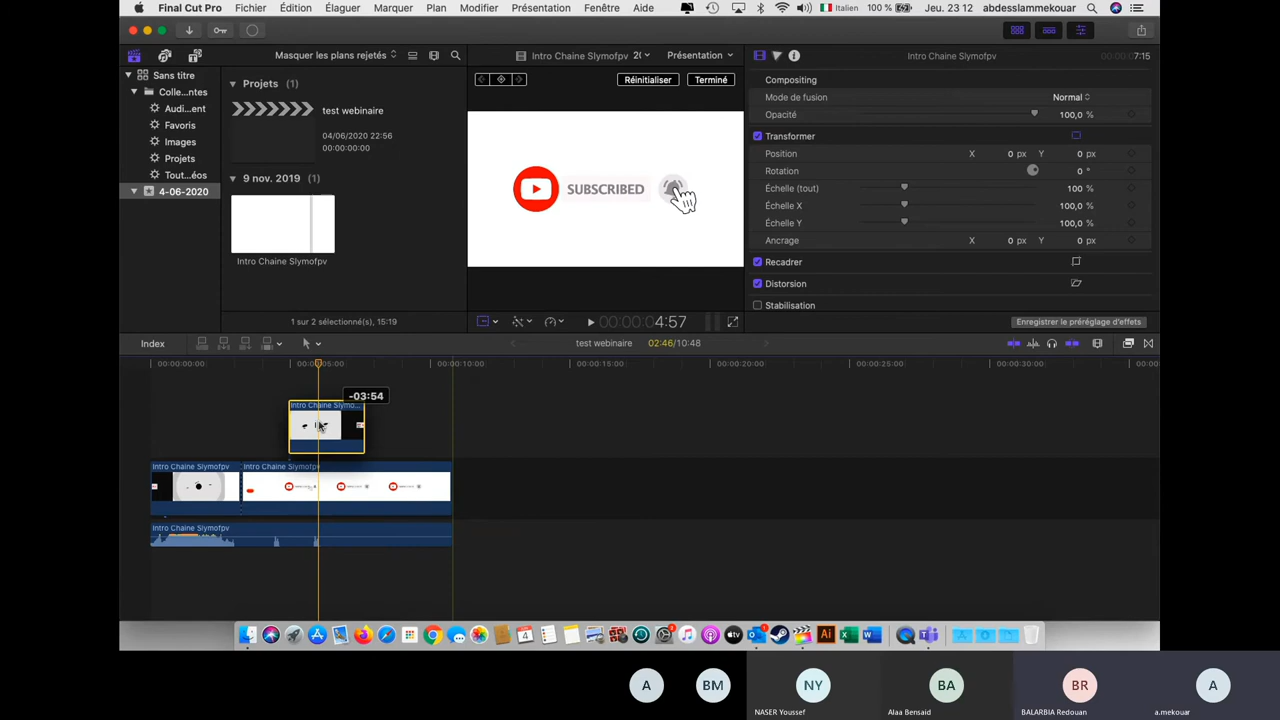 Final Cut Pro Fichier Édition Élaguer Marquer Plan Modifier Présentation Fenêtre Aide Italien 100 % Jeu. 23 12 abdesslammekouar
Masquer les plans rejetés
Intro Chaine Slymofpv
Présentation
Intro Chaine Slymofpv
7:15
Sans titre
Colle...ntes
Audi...ent
Favoris
Images
Projets
Tout...éos
4-06-2020
Projets (1)
test webinaire
04/06/2020 22:56
00:00:00:00
9 nov. 2019 (1)
Intro Chaine Slymofpv
1 sur 2 sélectionné(s), 15:19
Réinitialiser
Terminé
SUBSCRIBED
00:00:00:04:57
Compositing
Mode de fusion Normal
Opacité 100,0 %
Transformer
Position X 0 px Y 0 px
Rotation 0 °
Échelle (tout) 100 %
Échelle X 100,0 %
Échelle Y 100,0 %
Ancrage X 0 px Y 0 px
Recadrer
Distorsion
Stabilisation
Enregistrer le préréglage d'effets
Index
test webinaire
02:46/10:48
00:00:00:00 00:00:05:00 00:00:10:00 00:00:15:00 00:00:20:00 00:00:25:00 00:00:30:00
-03:54
Intro Chaine Slymo...
Intro Chaine Slymofpv
Intro Chaine Slymofpv
Intro Chaine Slymofpv
A
BM
NY
BA
BR
A
NASER Youssef
Alaa Bensaid
BALARBIA Redouan
a.mekouar